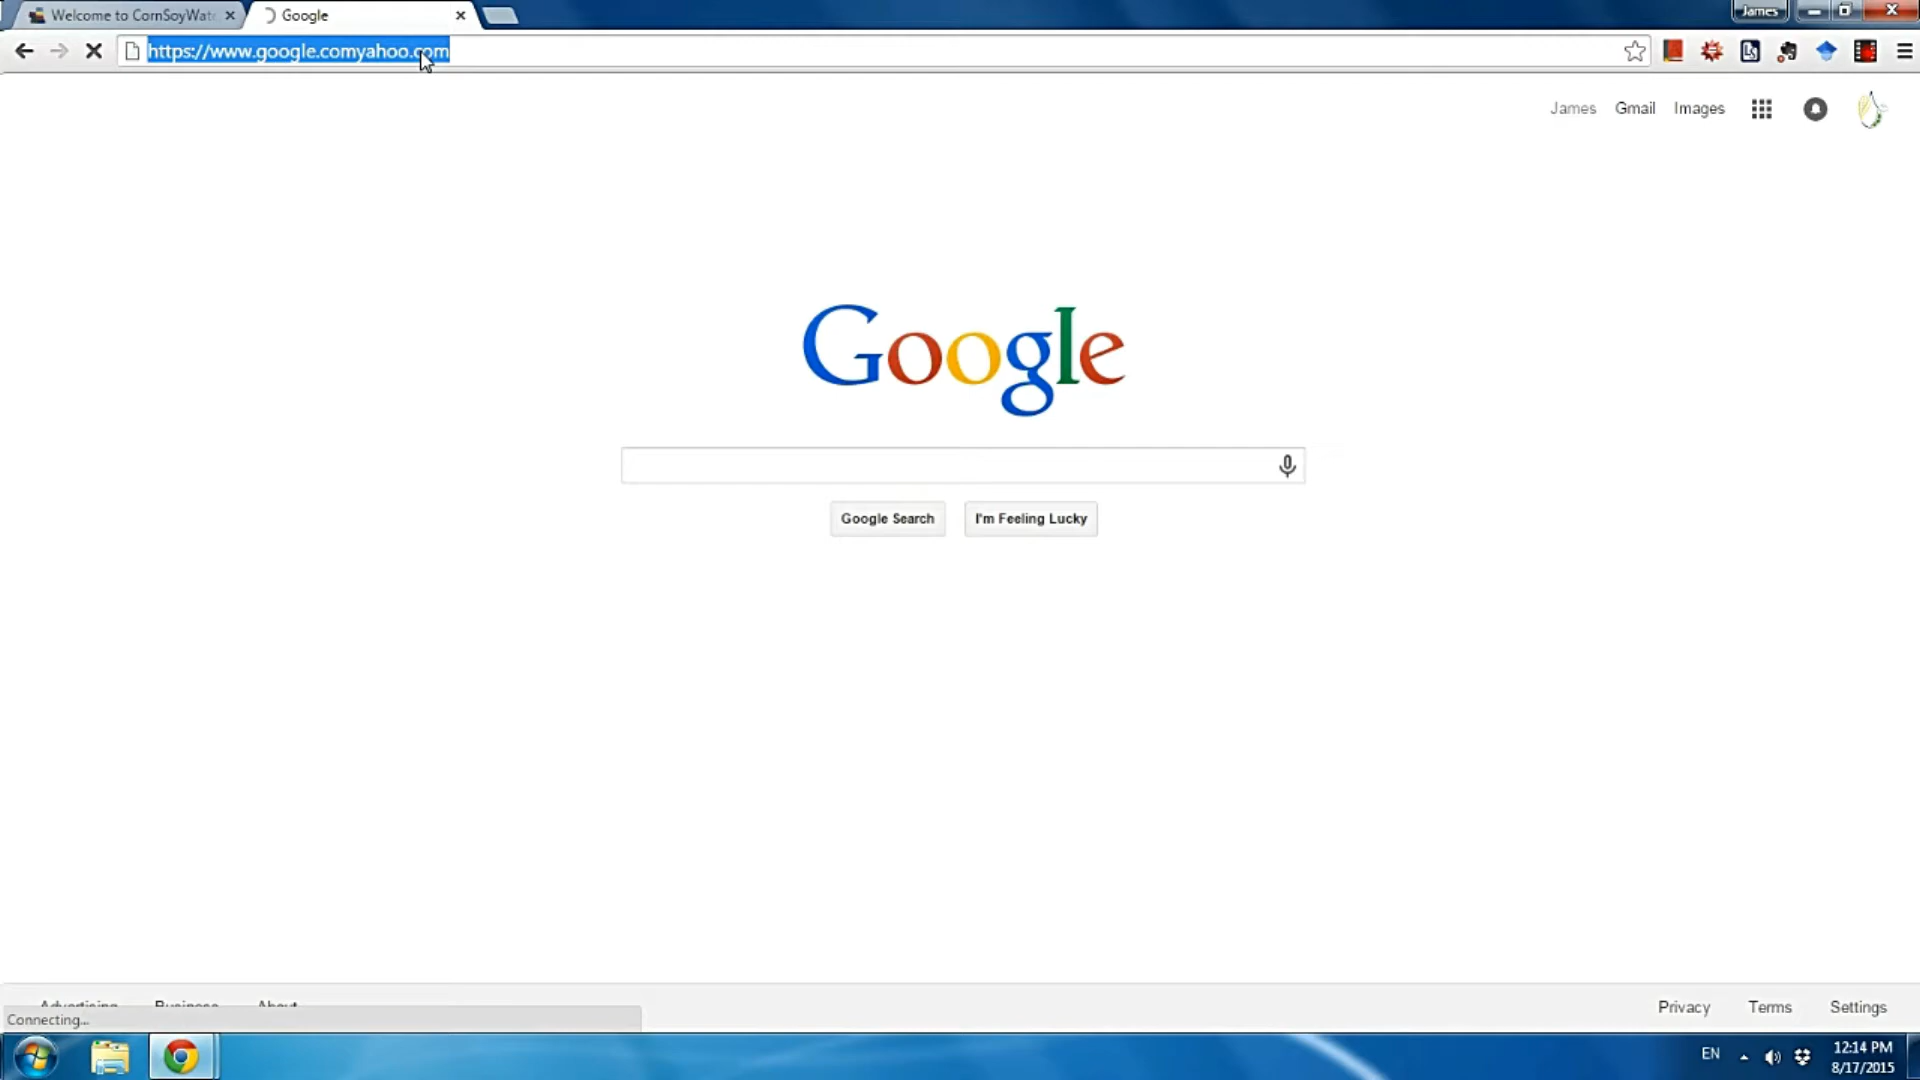 Welcome to CornSoyWat
Google
James
https://www.google.comyahoo.com
James
Gmail
Images
Google
Google Search
I'm Feeling Lucky
Advertising
Business
About
Privacy
Terms
Settings
Connecting...
EN
12:14 PM
8/17/2015